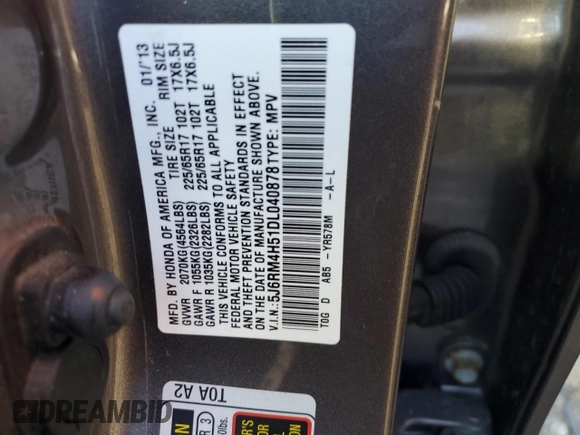 MFD. BY HONDA OF AMERICA MFG., INC. 01/'13
GVWR 2070KG(4564LBS) TIRE SIZE RIM SIZE
GAWR F 1055KG(2326LBS) 225/65R17 102T 17X6.5J
GAWR R 1035KG(2282LBS) 225/65R17 102T 17X6.5J
THIS VEHICLE CONFORMS TO ALL APPLICABLE
FEDERAL MOTOR VEHICLE SAFETY
AND THEFT PREVENTION STANDARDS IN EFFECT
ON THE DATE OF MANUFACTURE SHOWN ABOVE.
V.I.N.:5J6RM4H51DL040878 TYPE: MPV
TOG D AB5 -YR578M -A-L
TOA A2
DREAMBID